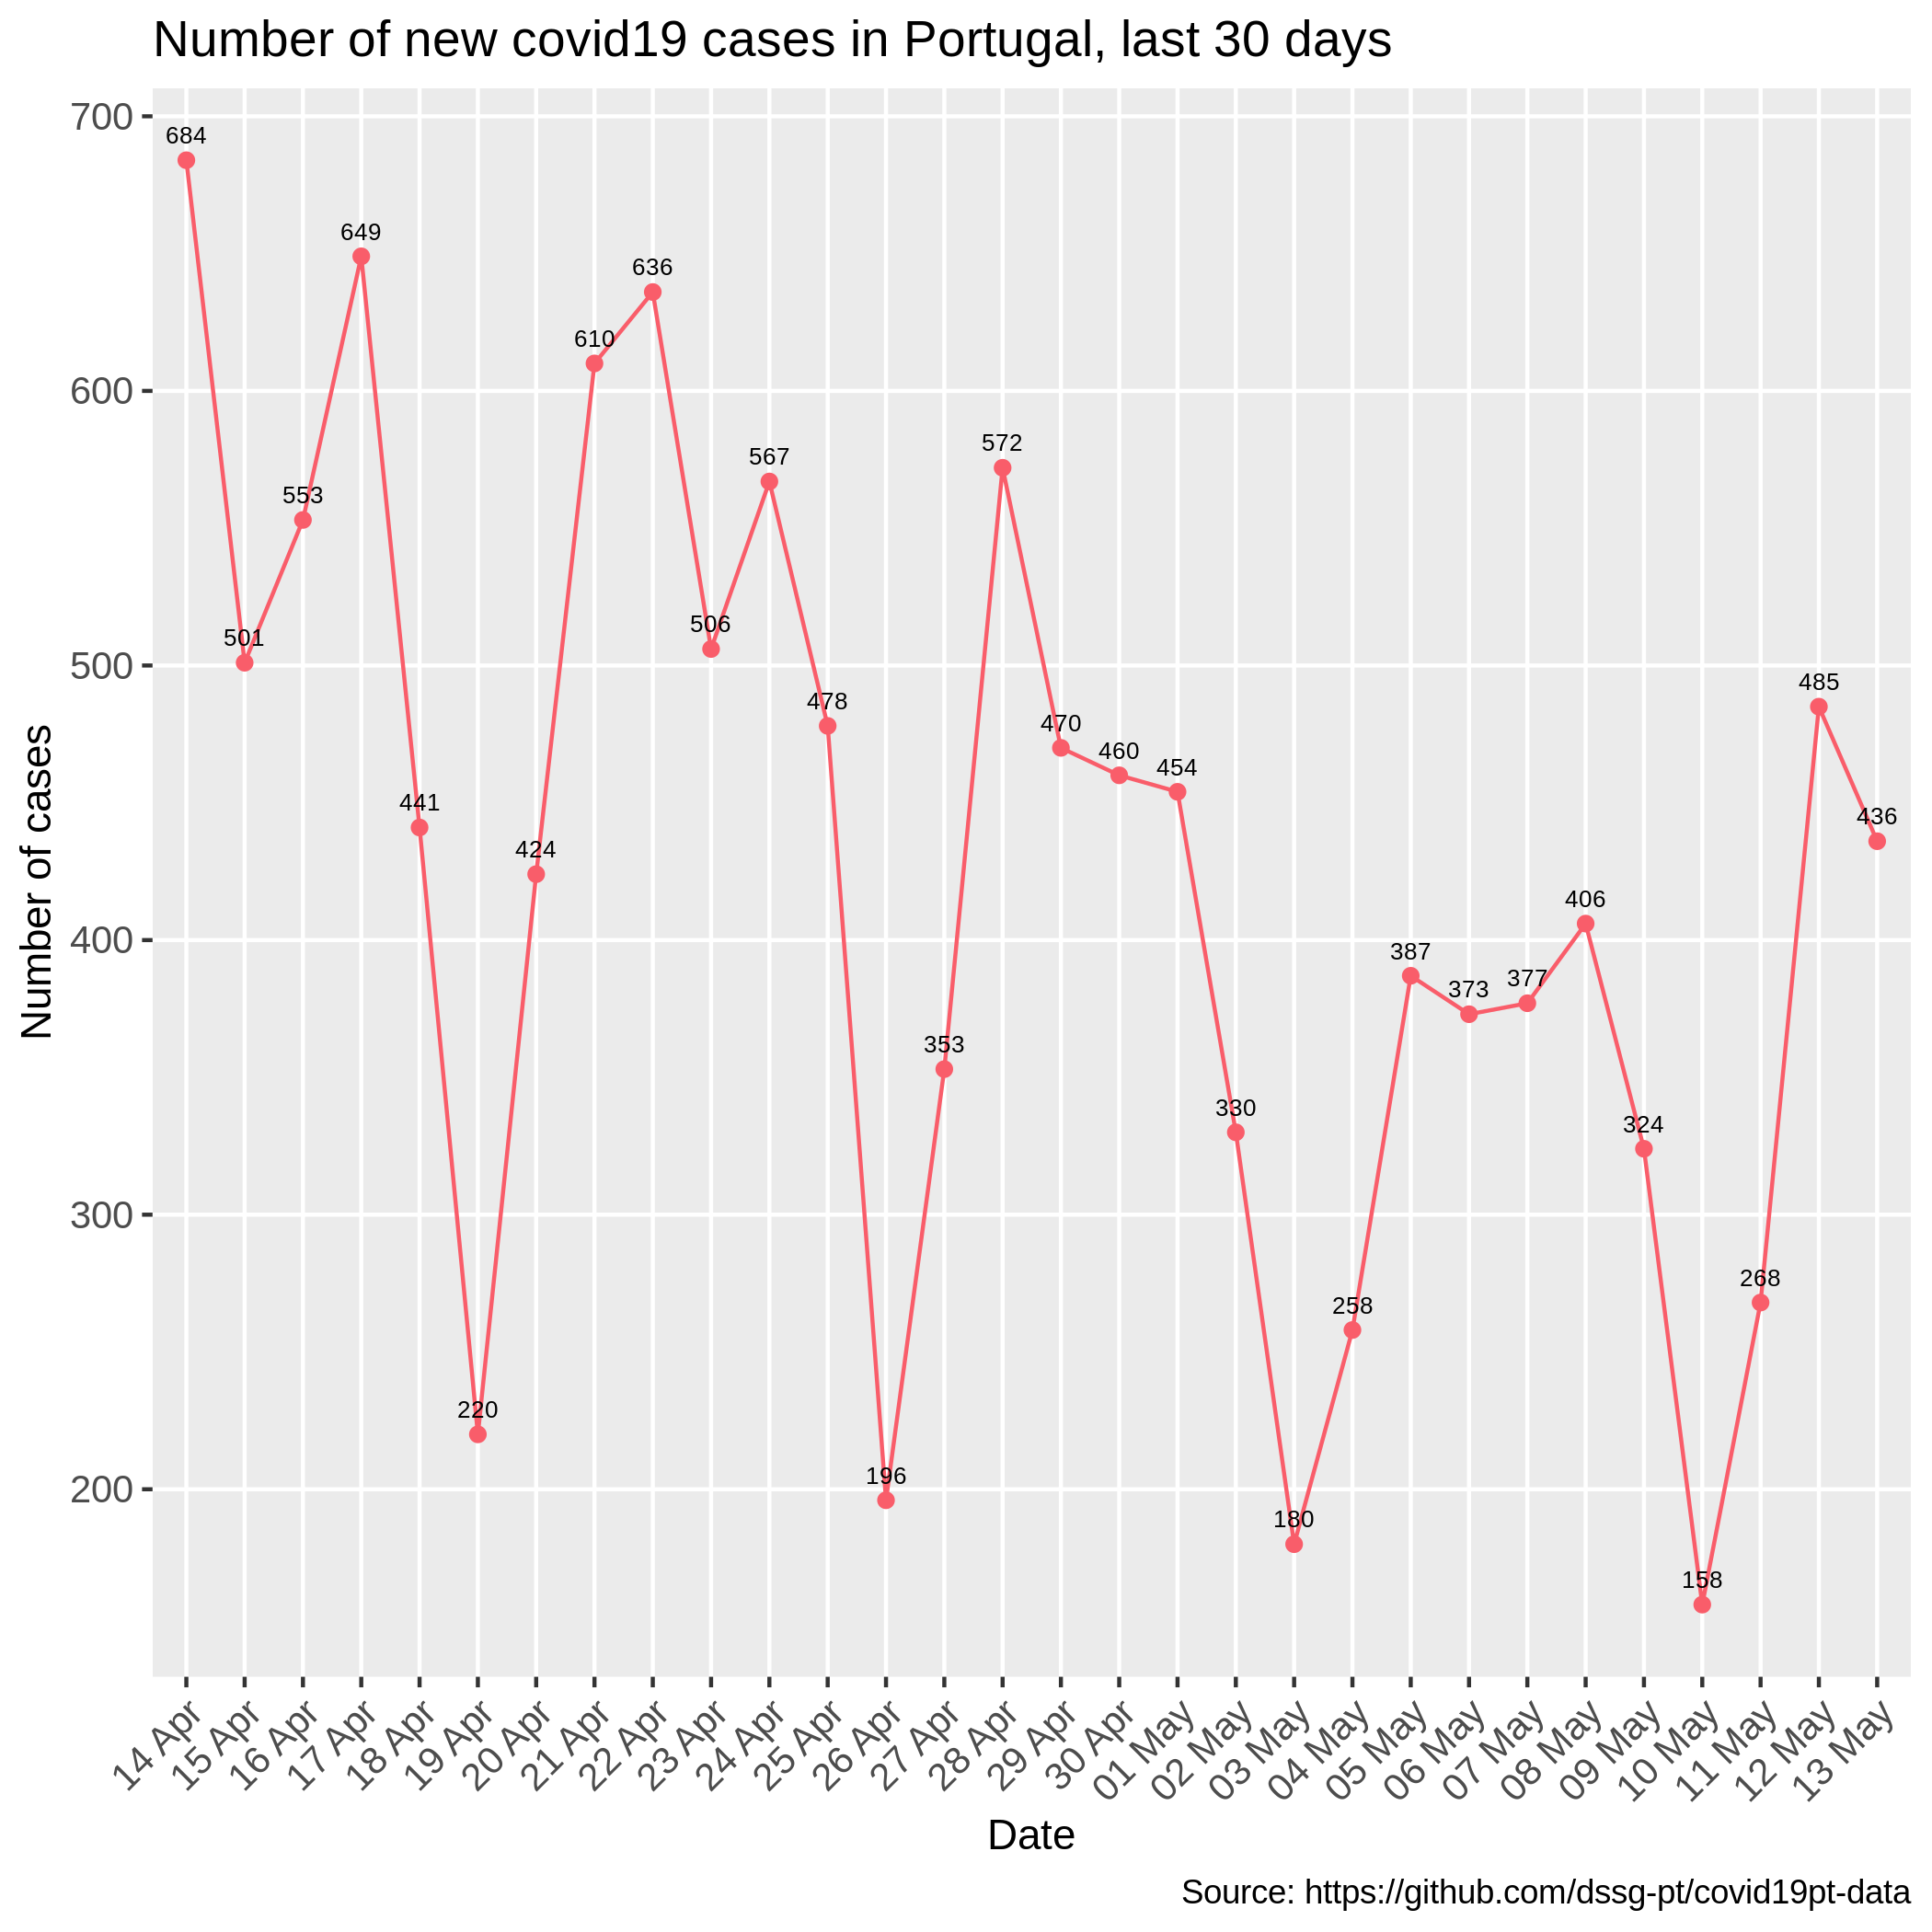 Number of new covid19 cases in Portugal, last 30 days
Number of cases
700
600
500
400
300
200
684
501
553
649
441
220
424
610
636
506
567
478
196
353
572
470
460
454
330
180
258
387
373
377
406
324
158
268
485
436
14 Apr
15 Apr
16 Apr
17 Apr
18 Apr
19 Apr
20 Apr
21 Apr
22 Apr
23 Apr
24 Apr
25 Apr
26 Apr
27 Apr
28 Apr
29 Apr
30 Apr
01 May
02 May
03 May
04 May
05 May
06 May
07 May
08 May
09 May
10 May
11 May
12 May
13 May
Date
Source: https://github.com/dssg-pt/covid19pt-data